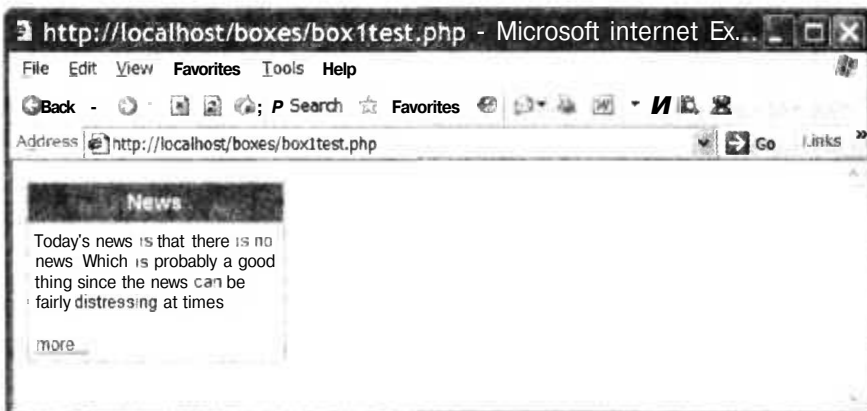 http://localhost/boxes/box1test.php - Microsoft internet Ex...
File Edit View Favorites Tools Help
Back - ; P Search Favorites И
Address http://localhost/boxes/box1test.php Go Links »
News
Today's news is that there is no
news Which is probably a good
thing since the news can be
fairly distressing at times
more